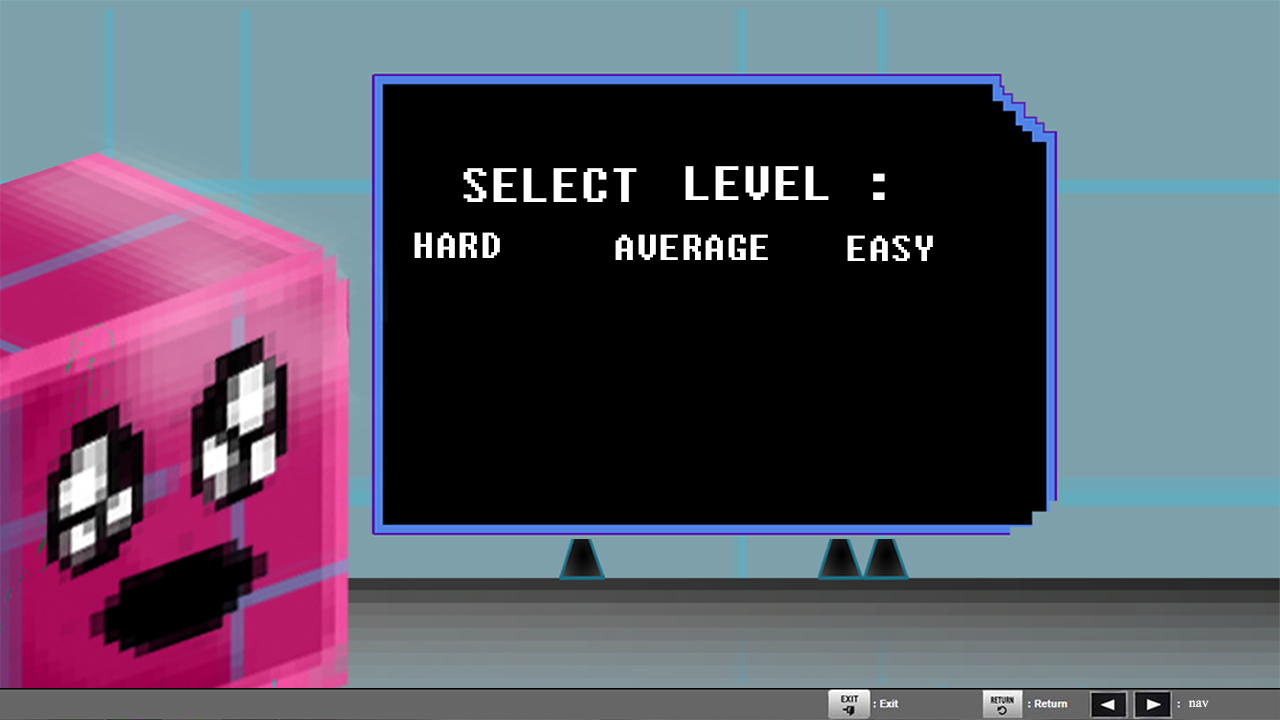 SELECT LEVEL :
HARD AVERAGE EASY
EXIT : Exit RETURN : Return : nav